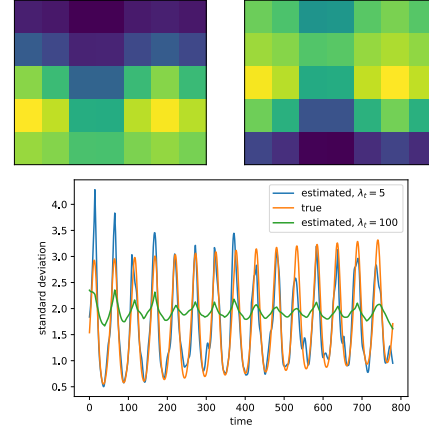 estimated, λt = 5
true
estimated, λt = 100
standard deviation
4.0
3.5
3.0
2.5
2.0
1.5
1.0
0.5
0 100 200 300 400 500 600 700 800
time